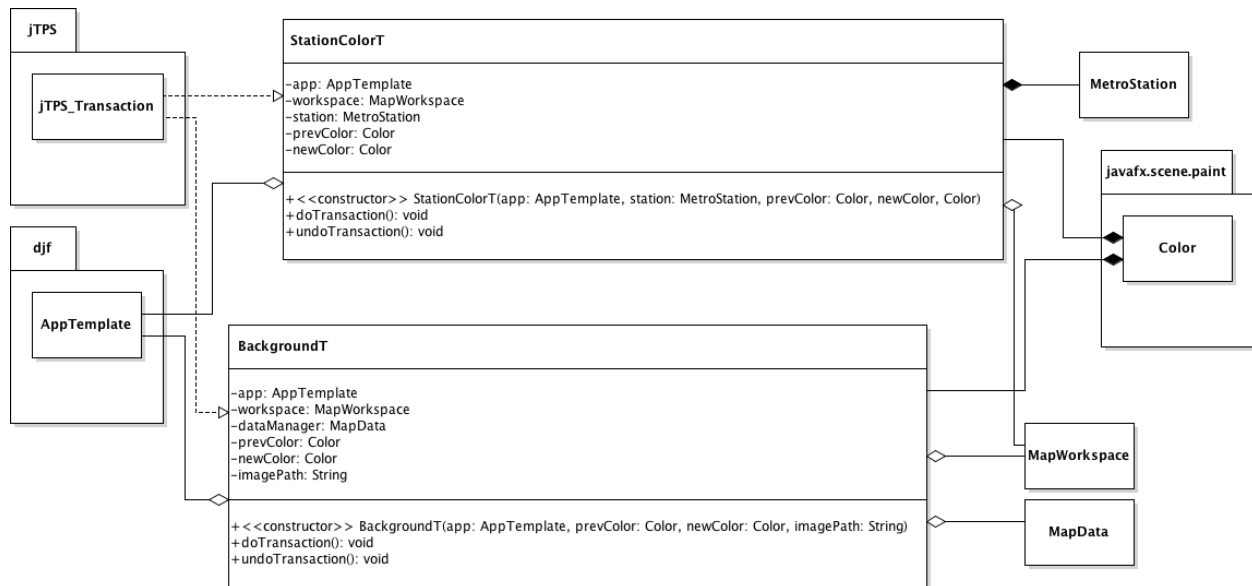 jTPS
jTPS_Transaction
djf
AppTemplate
StationColorT
-app: AppTemplate
-workspace: MapWorkspace
-station: MetroStation
-prevColor: Color
-newColor: Color
+<<constructor>> StationColorT(app: AppTemplate, station: MetroStation, prevColor: Color, newColor, Color)
+doTransaction(): void
+undoTransaction(): void
BackgroundT
-app: AppTemplate
-workspace: MapWorkspace
-dataManager: MapData
-prevColor: Color
-newColor: Color
-imagePath: String
+<<constructor>> BackgroundT(app: AppTemplate, prevColor: Color, newColor: Color, imagePath: String)
+doTransaction(): void
+undoTransaction(): void
MetroStation
javafx.scene.paint
Color
MapWorkspace
MapData